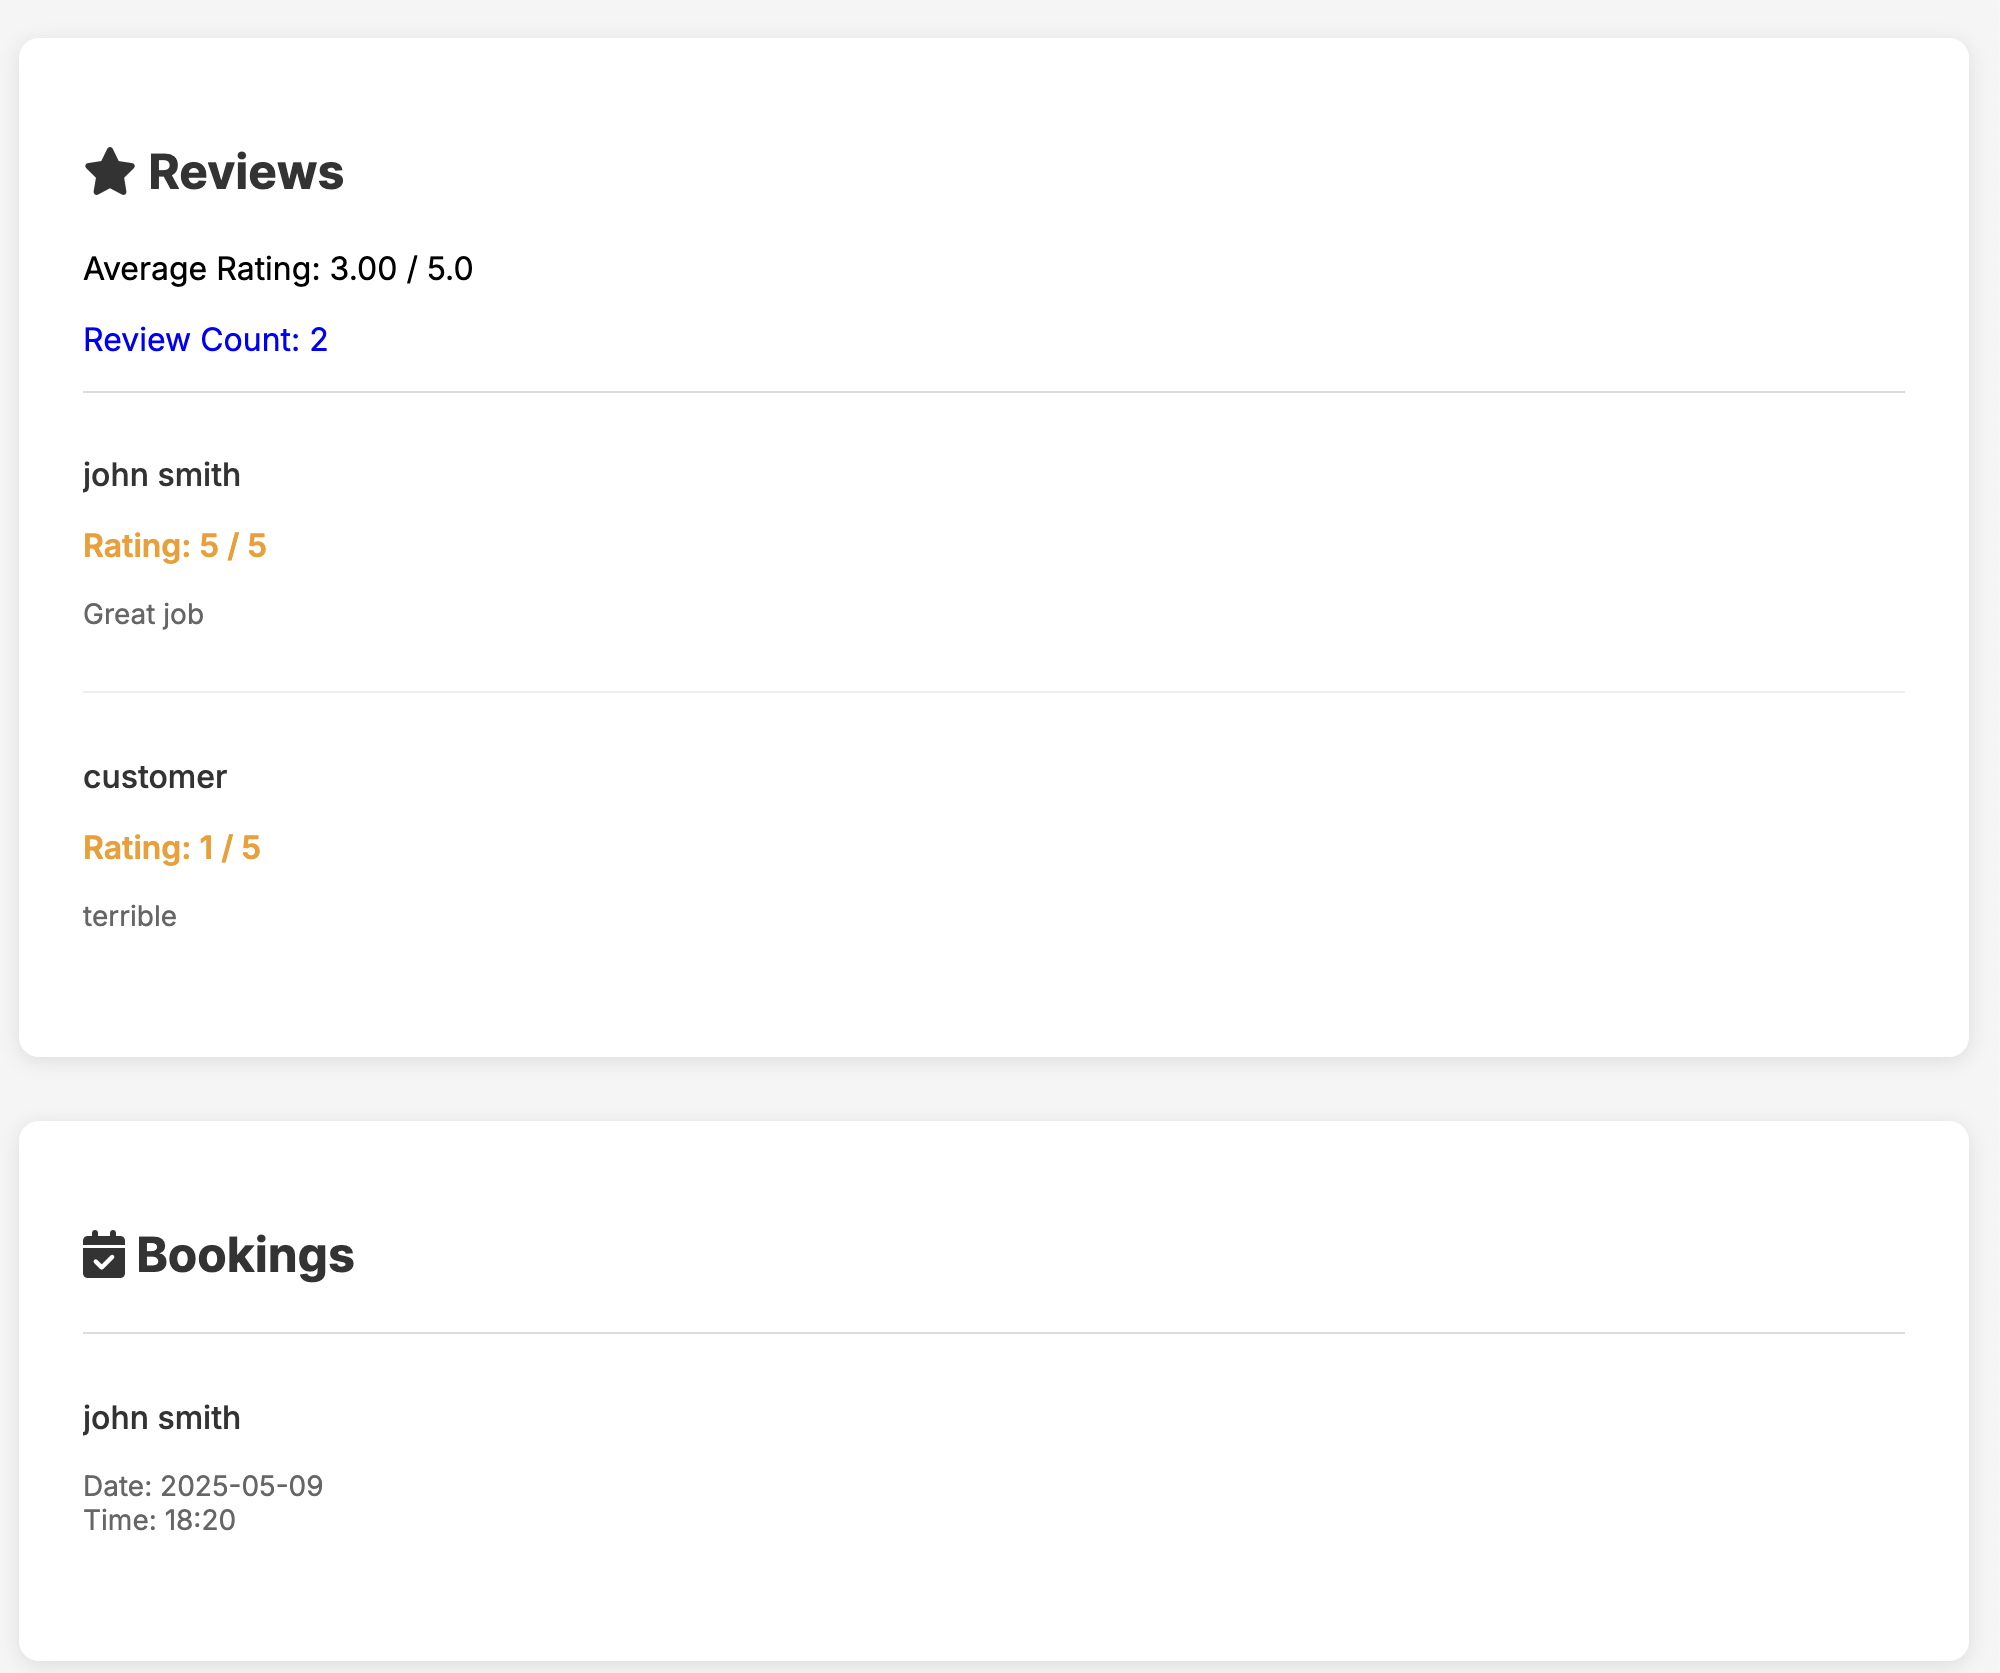 Reviews
Average Rating: 3.00 / 5.0
Review Count: 2
john smith
Rating: 5 / 5
Great job
customer
Rating: 1 / 5
terrible
Bookings
john smith
Date: 2025-05-09
Time: 18:20